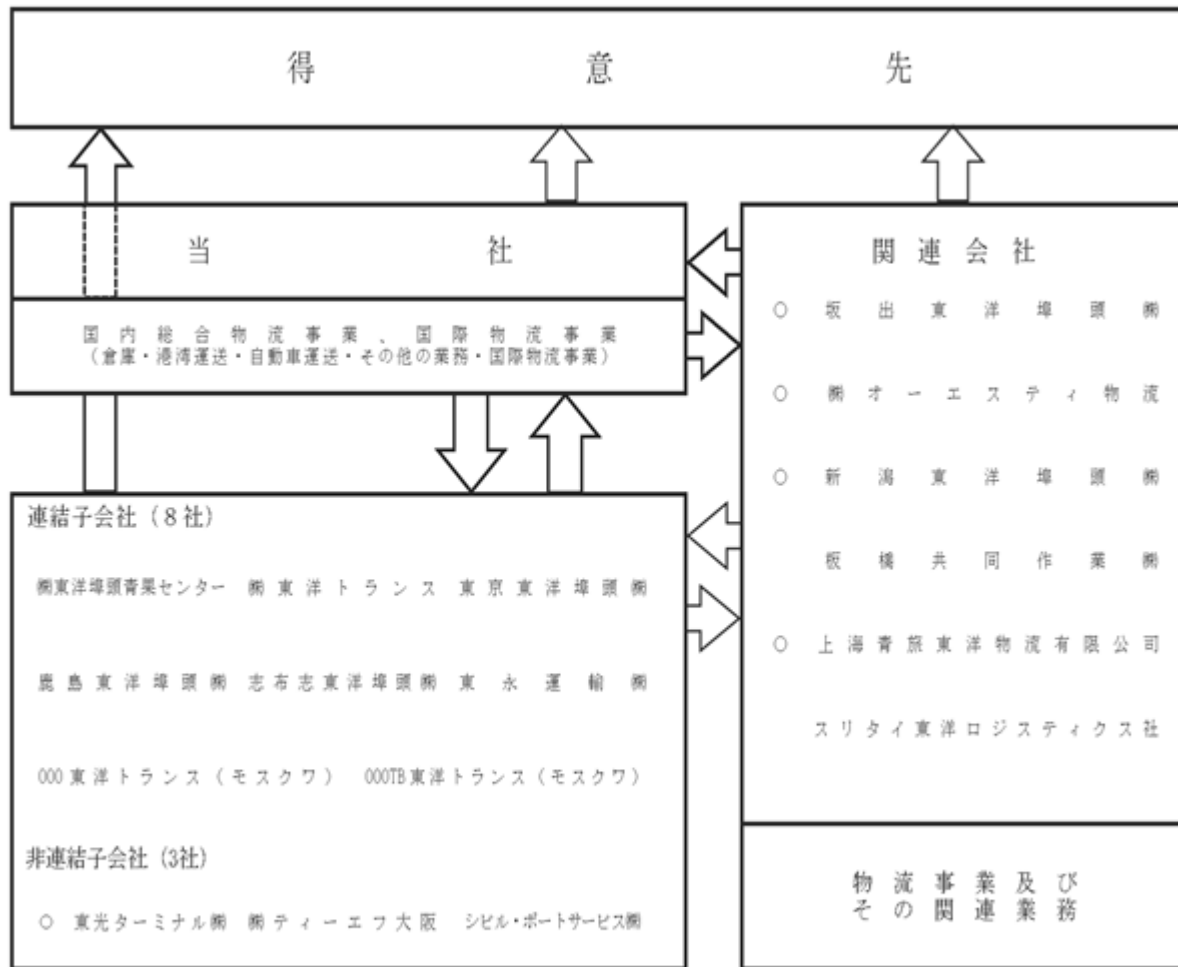 得意先
当社
国内総合物流事業、国際物流事業
(倉庫・港湾運送・自動車運送・その他の業務・国際物流事業)
関連会社
○ 坂出東洋埠頭㈱
○ ㈱オーエスティ物流
○ 新潟東洋埠頭㈱
板橋共同作業㈱
○ 上海青旅東洋物流有限公司
スリタイ東洋ロジスティクス社
物流事業及び
その関連業務
連結子会社(8社)
㈱東洋埠頭青果センター ㈱東洋トランス 東京東洋埠頭㈱
鹿島東洋埠頭㈱ 志布志東洋埠頭㈱ 東永運輸㈱
OOO東洋トランス(モスクワ) OOOTB東洋トランス(モスクワ)
非連結子会社(3社)
○ 東光ターミナル㈱ ㈱ティーエフ大阪 シビル・ポートサービス㈱